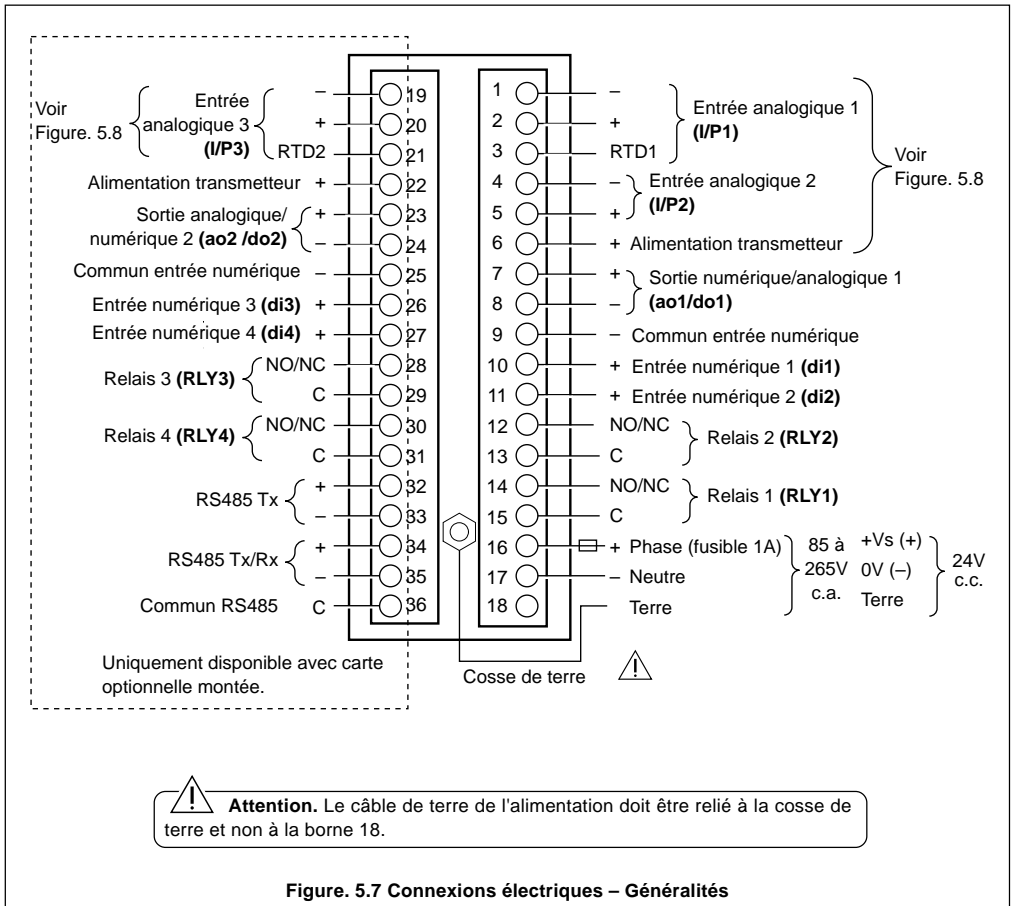 Voir
Figure. 5.8
Entrée
analogique 3
(I/P3)
– 19
+ 20
RTD2 21
Alimentation transmetteur + 22
Sortie analogique/
numérique 2 (ao2 /do2)
+ 23
– 24
Commun entrée numérique – 25
Entrée numérique 3 (di3) + 26
Entrée numérique 4 (di4) + 27
Relais 3 (RLY3)
NO/NC 28
C 29
Relais 4 (RLY4)
NO/NC 30
C 31
RS485 Tx
+ 32
– 33
RS485 Tx/Rx
+ 34
– 35
Commun RS485 C 36
Uniquement disponible avec carte
optionnelle montée.
1 –
2 +
3 RTD1
Entrée analogique 1
(I/P1)
4 –
5 +
Entrée analogique 2
(I/P2)
6 + Alimentation transmetteur
Voir
Figure. 5.8
7 +
8 –
Sortie numérique/analogique 1
(ao1/do1)
9 – Commun entrée numérique
10 + Entrée numérique 1 (di1)
11 + Entrée numérique 2 (di2)
12 NO/NC
13 C
Relais 2 (RLY2)
14 NO/NC
15 C
Relais 1 (RLY1)
16 + Phase (fusible 1A)
17 – Neutre
18 Terre
85 à
265V
c.a.
+Vs (+)
0V (–)
Terre
24V
c.c.
Cosse de terre
Attention. Le câble de terre de l'alimentation doit être relié à la cosse de
terre et non à la borne 18.
Figure. 5.7 Connexions électriques – Généralités